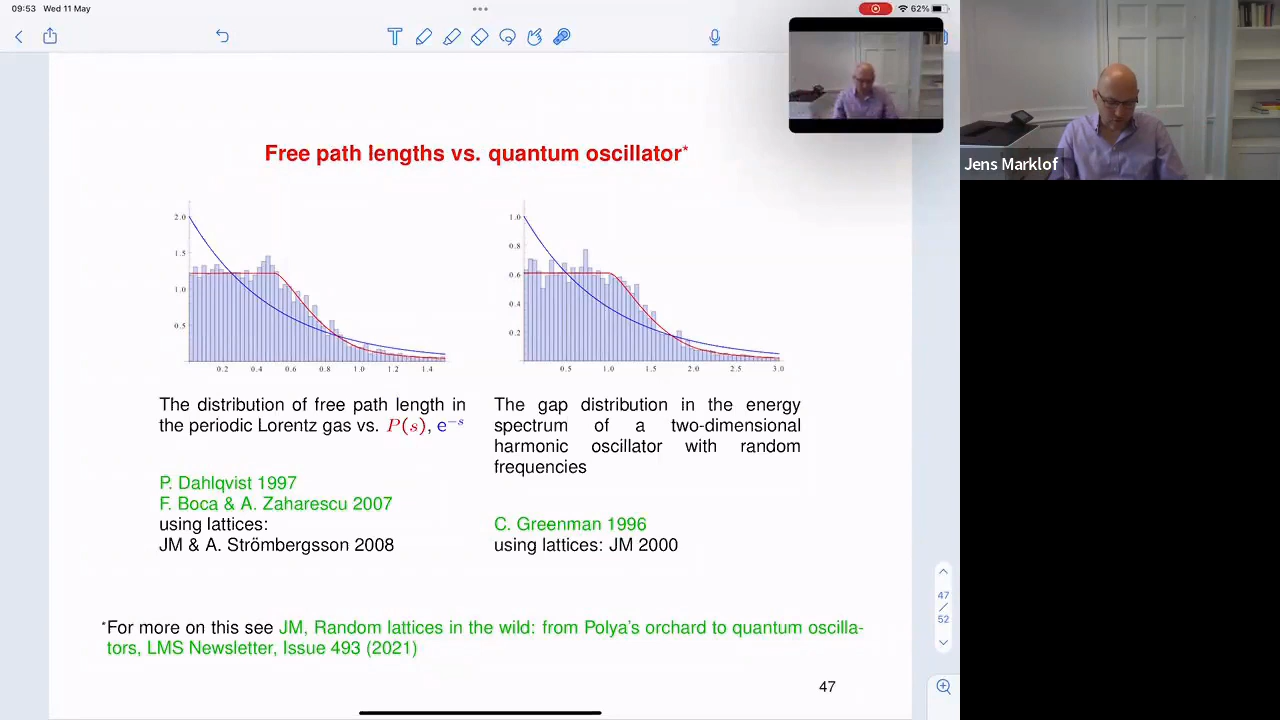 09:53 Wed 11 May
62%
Jens Marklof
Free path lengths vs. quantum oscillator*
2.0
1.5
1.0
0.5
0.2 0.4 0.6 0.8 1.0 1.2 1.4
1.0
0.8
0.6
0.4
0.2
0.5 1.0 1.5 2.0 2.5 3.0
The distribution of free path length in
the periodic Lorentz gas vs. P(s), e⁻ˢ
P. Dahlqvist 1997
F. Boca & A. Zaharescu 2007
using lattices:
JM & A. Strömbergsson 2008
The gap distribution in the energy
spectrum of a two-dimensional
harmonic oscillator with random
frequencies
C. Greenman 1996
using lattices: JM 2000
*For more on this see JM, Random lattices in the wild: from Polya's orchard to quantum oscilla-
tors, LMS Newsletter, Issue 493 (2021)
47
47
/
52